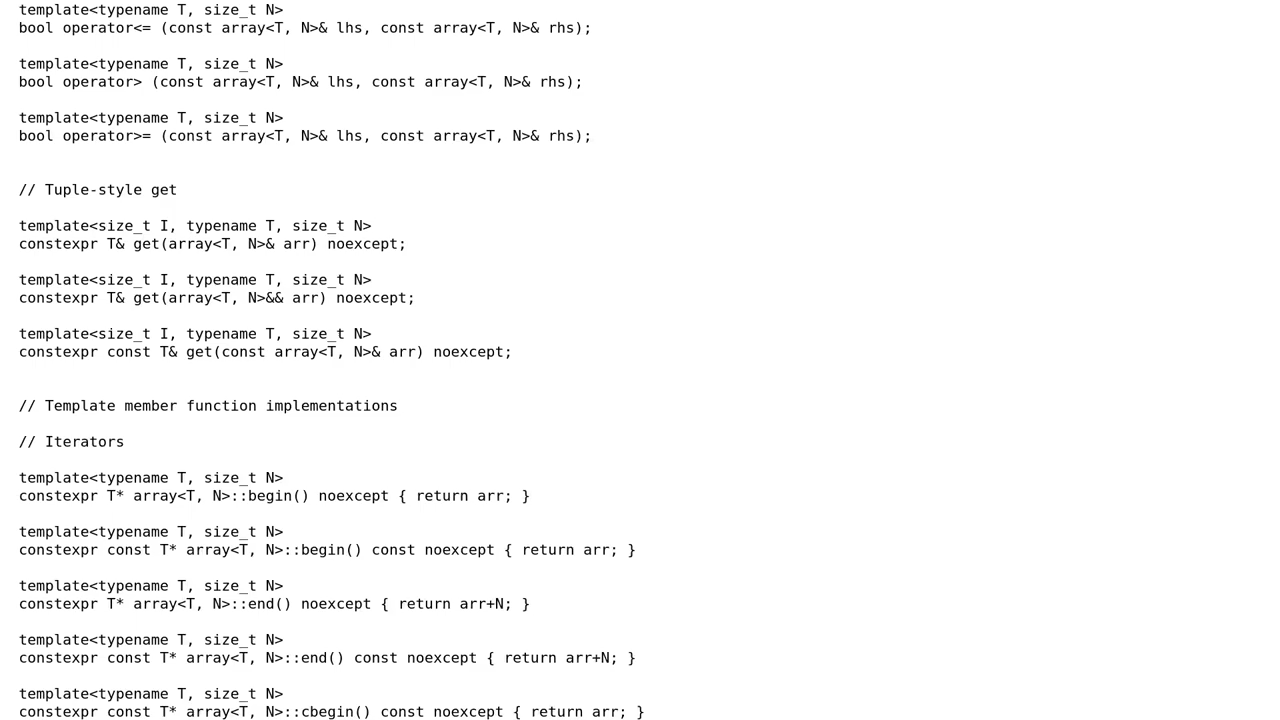 template<typename T, size_t N>
bool operator<= (const array<T, N>& lhs, const array<T, N>& rhs);
template<typename T, size_t N>
bool operator> (const array<T, N>& lhs, const array<T, N>& rhs);
template<typename T, size_t N>
bool operator>= (const array<T, N>& lhs, const array<T, N>& rhs);
// Tuple-style get
template<size_t I, typename T, size_t N>
constexpr T& get(array<T, N>& arr) noexcept;
template<size_t I, typename T, size_t N>
constexpr T& get(array<T, N>&& arr) noexcept;
template<size_t I, typename T, size_t N>
constexpr const T& get(const array<T, N>& arr) noexcept;
// Template member function implementations
// Iterators
template<typename T, size_t N>
constexpr T* array<T, N>::begin() noexcept { return arr; }
template<typename T, size_t N>
constexpr const T* array<T, N>::begin() const noexcept { return arr; }
template<typename T, size_t N>
constexpr T* array<T, N>::end() noexcept { return arr+N; }
template<typename T, size_t N>
constexpr const T* array<T, N>::end() const noexcept { return arr+N; }
template<typename T, size_t N>
constexpr const T* array<T, N>::cbegin() const noexcept { return arr; }